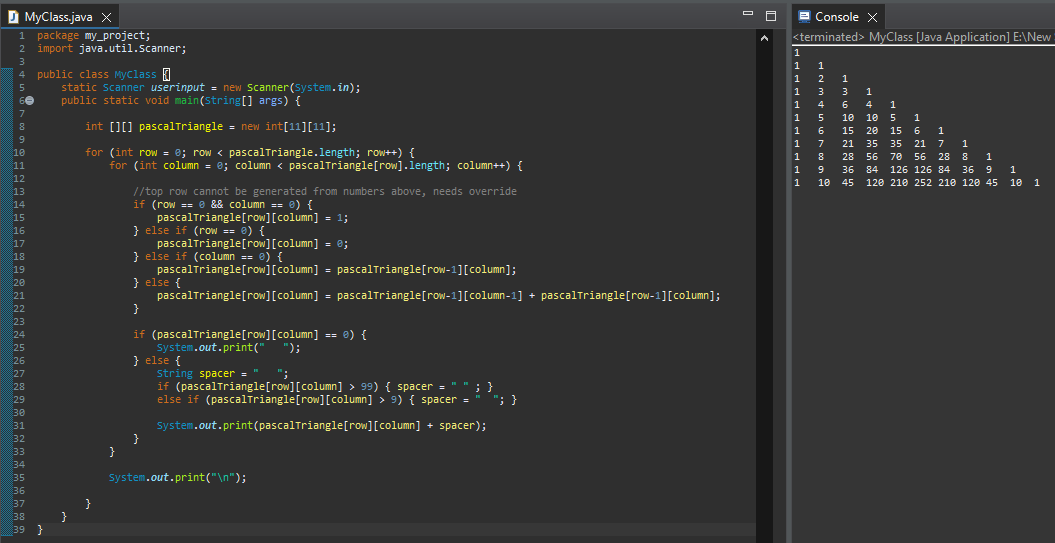 MyClass.java
1 package my_project;
2 import java.util.Scanner;
3
4 public class MyClass {
5     static Scanner userinput = new Scanner(System.in);
6     public static void main(String[] args) {
7
8         int [][] pascalTriangle = new int[11][11];
9
10         for (int row = 0; row < pascalTriangle.length; row++) {
11             for (int column = 0; column < pascalTriangle[row].length; column++) {
12
13                 //top row cannot be generated from numbers above, needs override
14                 if (row == 0 && column == 0) {
15                     pascalTriangle[row][column] = 1;
16                 } else if (row == 0) {
17                     pascalTriangle[row][column] = 0;
18                 } else if (column == 0) {
19                     pascalTriangle[row][column] = pascalTriangle[row-1][column];
20                 } else {
21                     pascalTriangle[row][column] = pascalTriangle[row-1][column-1] + pascalTriangle[row-1][column];
22                 }
23
24                 if (pascalTriangle[row][column] == 0) {
25                     System.out.print("   ");
26                 } else {
27                     String spacer = "   ";
28                     if (pascalTriangle[row][column] > 99) { spacer = " " ; }
29                     else if (pascalTriangle[row][column] > 9) { spacer = "  "; }
30
31                     System.out.print(pascalTriangle[row][column] + spacer);
32                 }
33             }
34
35             System.out.print("\n");
36
37         }
38     }
39 }
Console
<terminated> MyClass [Java Application] E:\New
1
1   1
1   2   1
1   3   3   1
1   4   6   4   1
1   5   10  10  5   1
1   6   15  20  15  6   1
1   7   21  35  35  21  7   1
1   8   28  56  70  56  28  8   1
1   9   36  84  126 126 84  36  9   1
1   10  45  120 210 252 210 120 45  10  1